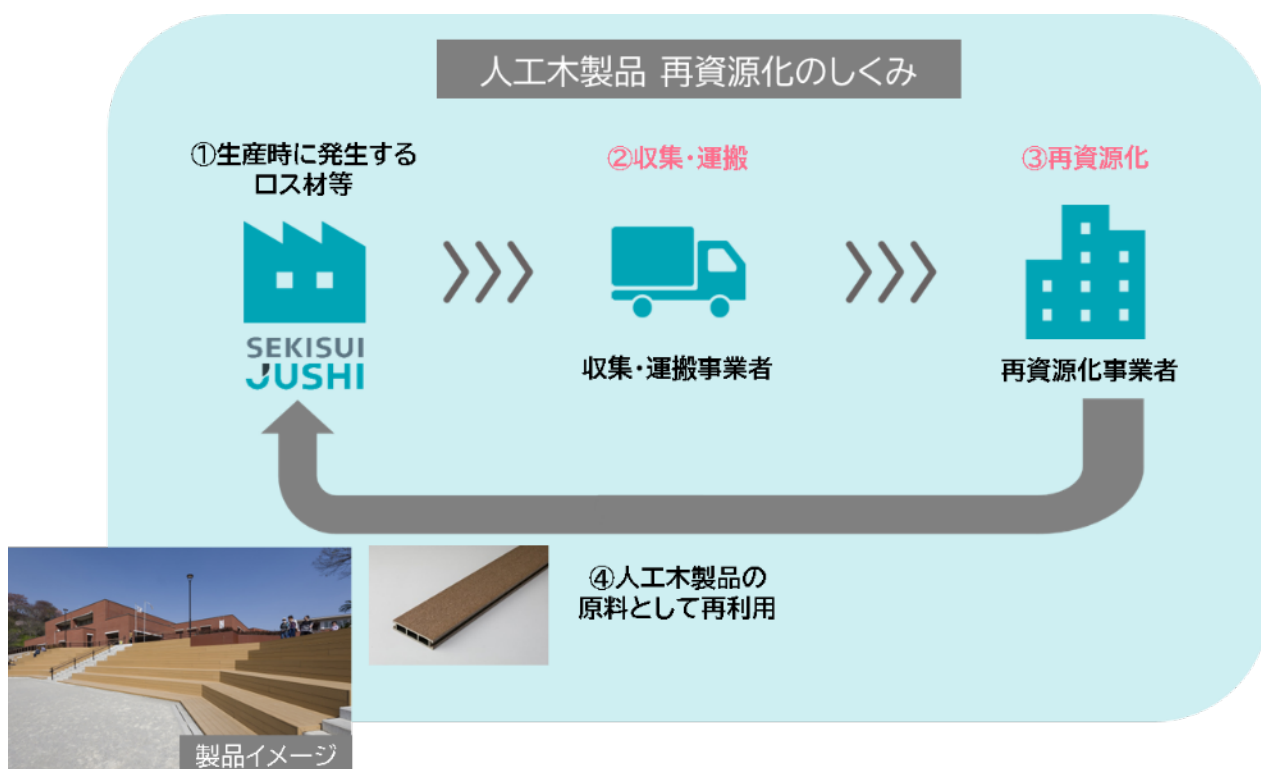 人工木製品 再資源化のしくみ
①生産時に発生する
ロス材等
②収集・運搬
③再資源化
SEKISUI
JUSHI
収集・運搬事業者
再資源化事業者
④人工木製品の
原料として再利用
製品イメージ